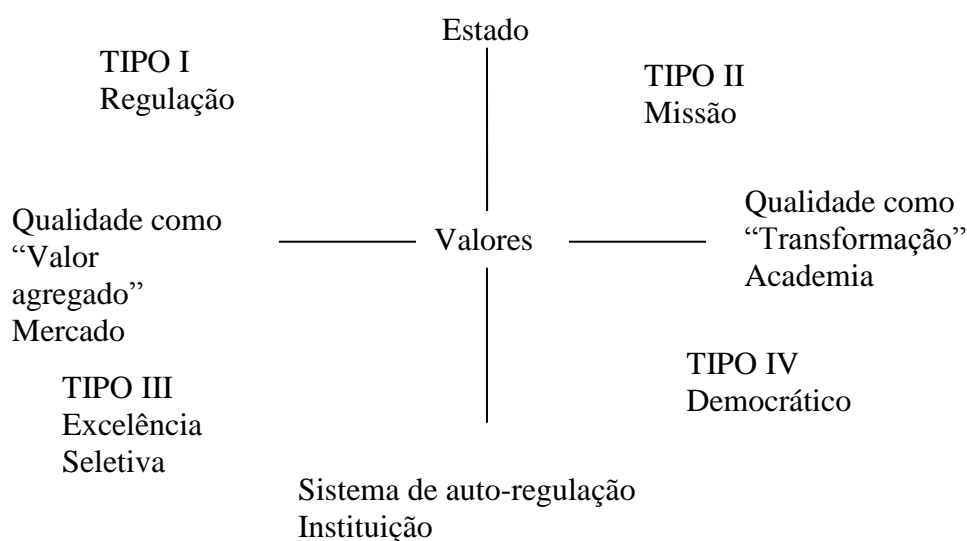 Estado
TIPO I
Regulação
TIPO II
Missão
Qualidade como
“Valor
agregado”
Mercado
Valores
Qualidade como
“Transformação”
Academia
TIPO III
Excelência
Seletiva
TIPO IV
Democrático
Sistema de auto-regulação
Instituição